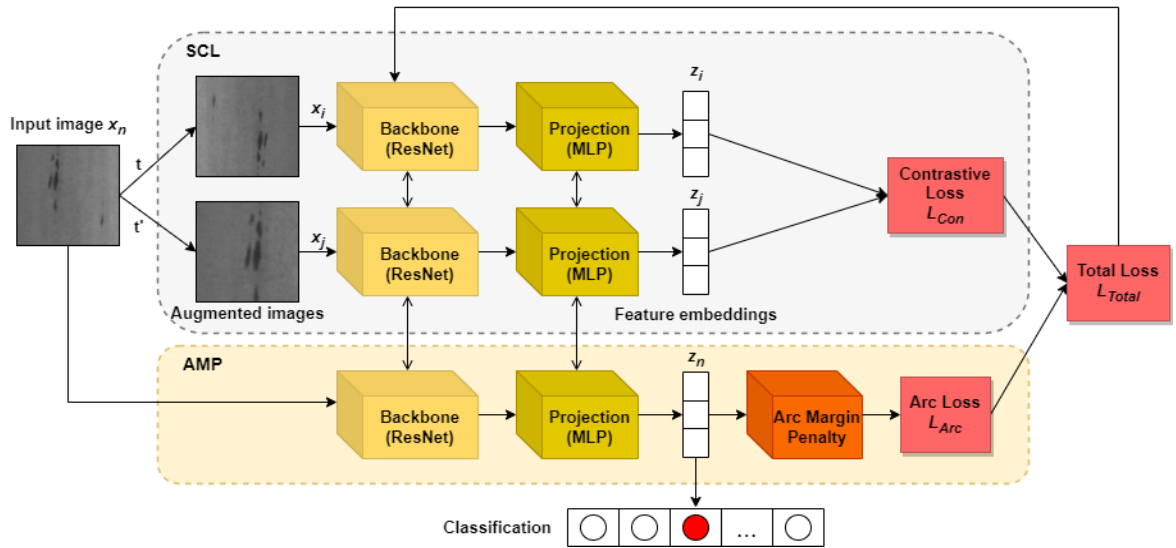 SCL
Input image x_n
t
t'
x_i
Backbone
(ResNet)
Projection
(MLP)
z_i
x_j
Backbone
(ResNet)
Projection
(MLP)
z_j
Contrastive
Loss
L_Con
Total Loss
L_Total
Augmented images
Feature embeddings
AMP
Backbone
(ResNet)
Projection
(MLP)
z_n
Arc Margin
Penalty
Arc Loss
L_Arc
Classification
...